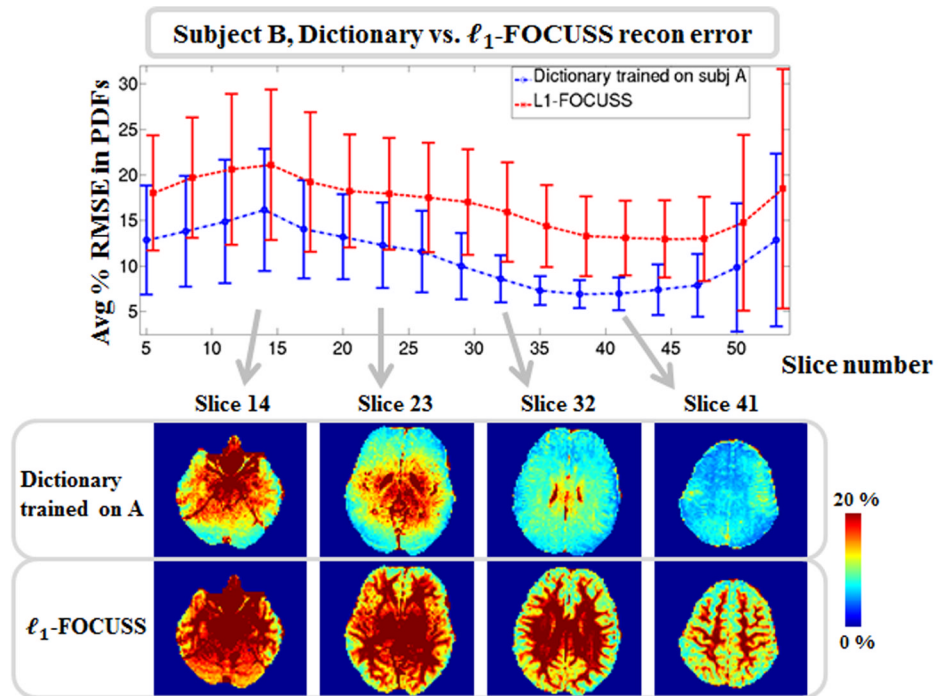 Subject B, Dictionary vs. ℓ₁-FOCUSS recon error
Dictionary trained on subj A
L1-FOCUSS
Avg % RMSE in PDFs
30
25
20
15
10
5
5 10 15 20 25 30 35 40 45 50
Slice number
Slice 14 Slice 23 Slice 32 Slice 41
Dictionary
trained on A
20 %
ℓ₁-FOCUSS
0 %